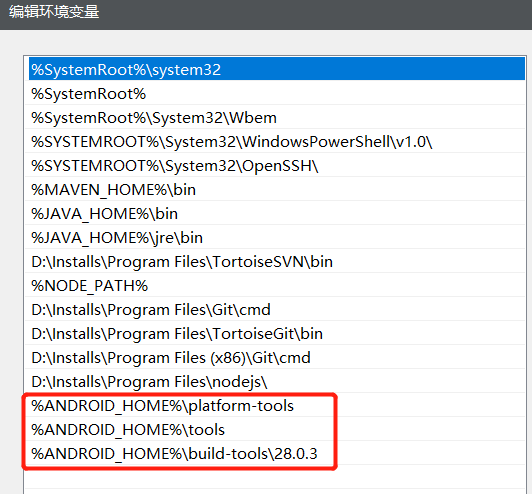 编辑环境变量
%SystemRoot%\system32
%SystemRoot%
%SystemRoot%\System32\Wbem
%SYSTEMROOT%\System32\WindowsPowerShell\v1.0\
%SYSTEMROOT%\System32\OpenSSH\
%MAVEN_HOME%\bin
%JAVA_HOME%\bin
%JAVA_HOME%\jre\bin
D:\Installs\Program Files\TortoiseSVN\bin
%NODE_PATH%
D:\Installs\Program Files\Git\cmd
D:\Installs\Program Files\TortoiseGit\bin
D:\Installs\Program Files (x86)\Git\cmd
D:\Installs\Program Files\nodejs\
%ANDROID_HOME%\platform-tools
%ANDROID_HOME%\tools
%ANDROID_HOME%\build-tools\28.0.3